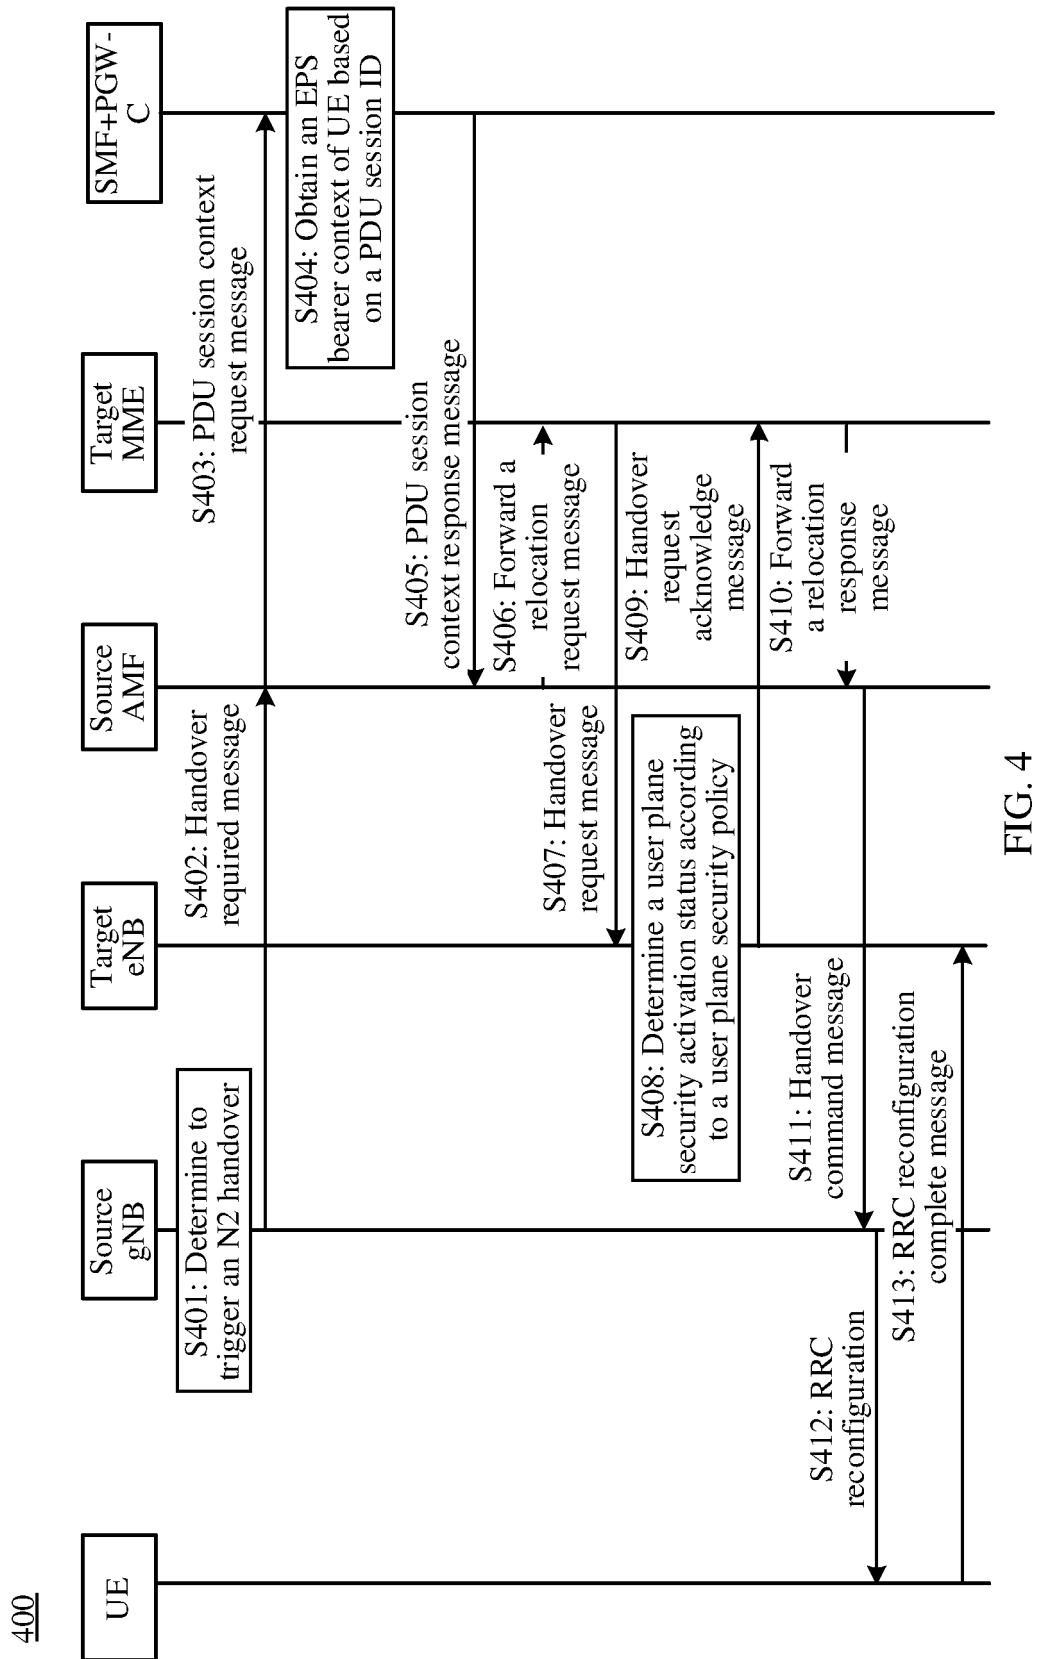 400
UE
Source
gNB
Target
eNB
Source
AMF
Target
MME
SMF+PGW-
C
S401: Determine to
trigger an N2 handover
S402: Handover
required message
S403: PDU session context
request message
S404: Obtain an EPS
bearer context of UE based
on a PDU session ID
S405: PDU session
context response message
S406: Forward a
relocation
request message
S407: Handover
request message
S408: Determine a user plane
security activation status according
to a user plane security policy
S409: Handover
request
acknowledge
message
S410: Forward
a relocation
response
message
S411: Handover
command message
S412: RRC
reconfiguration
S413: RRC reconfiguration
complete message
FIG. 4